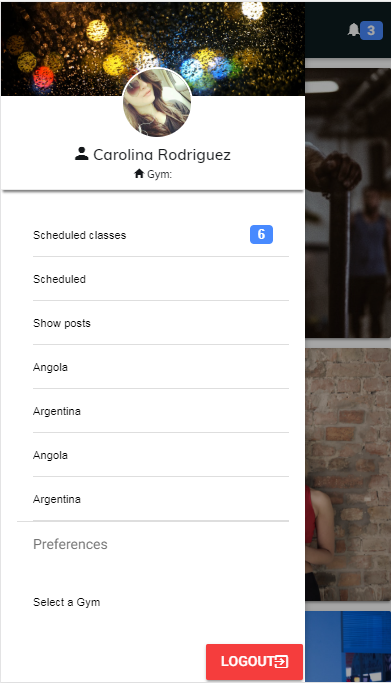 3
Carolina Rodriguez
Gym:
Scheduled classes 6
Scheduled
Show posts
Angola
Argentina
Angola
Argentina
Preferences
Select a Gym
LOGOUT